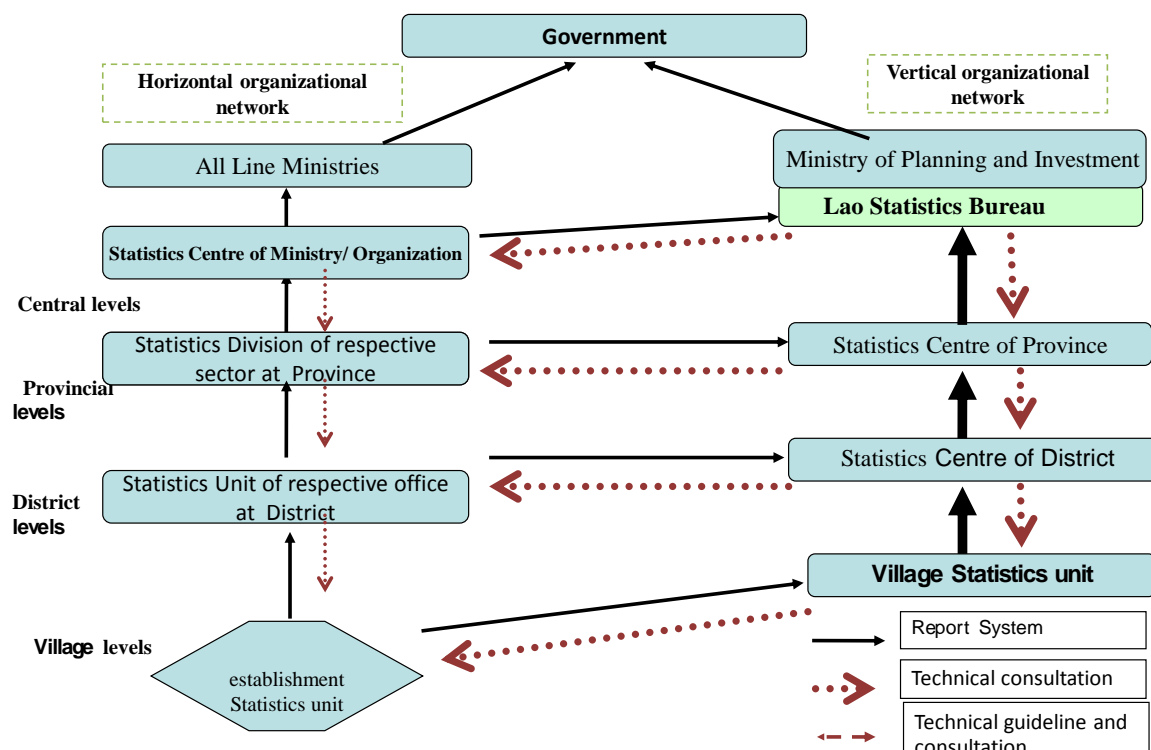 Government
Horizontal organizational
network
Vertical organizational
network
All Line Ministries
Ministry of Planning and Investment
Lao Statistics Bureau
Statistics Centre of Ministry/ Organization
Central levels
Statistics Division of respective
sector at Province
Statistics Centre of Province
Provincial
levels
Statistics Centre of District
Statistics Unit of respective office
at District
District
levels
Village Statistics unit
Village levels
establishment
Statistics unit
Report System
Technical consultation
Technical guideline and
consultation